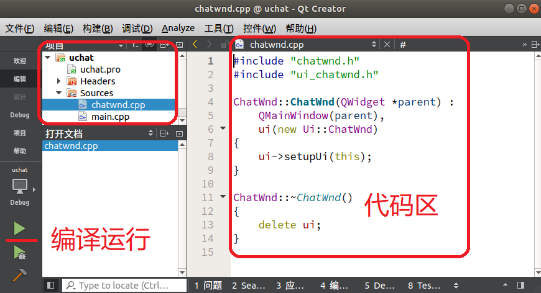 chatwnd.cpp @ uchat - Qt Creator
文件(F) 编辑(E) 构建(B) 调试(D) Analyze 工具(T) 控件(W) 帮助(H)
项目
chatwnd.cpp
#
欢迎
编辑
设计
Debug
项目
帮助
uchat
Debug
uchat
uchat.pro
Headers
Sources
chatwnd.cpp
main.cpp
打开文档
chatwnd.cpp
编译运行
1 #include "chatwnd.h"
2 #include "ui_chatwnd.h"
3
4 ChatWnd::ChatWnd(QWidget *parent) :
5 QMainWindow(parent),
6 ui(new Ui::ChatWnd)
7 {
8 ui->setupUi(this);
9 }
10
11 ChatWnd::~ChatWnd()
12 {
13 delete ui;
14 }
15
代码区
Type to locate (Ctrl...
1 问题 2 Sea... 3 应... 4 编... 5 De... 8 Tes...